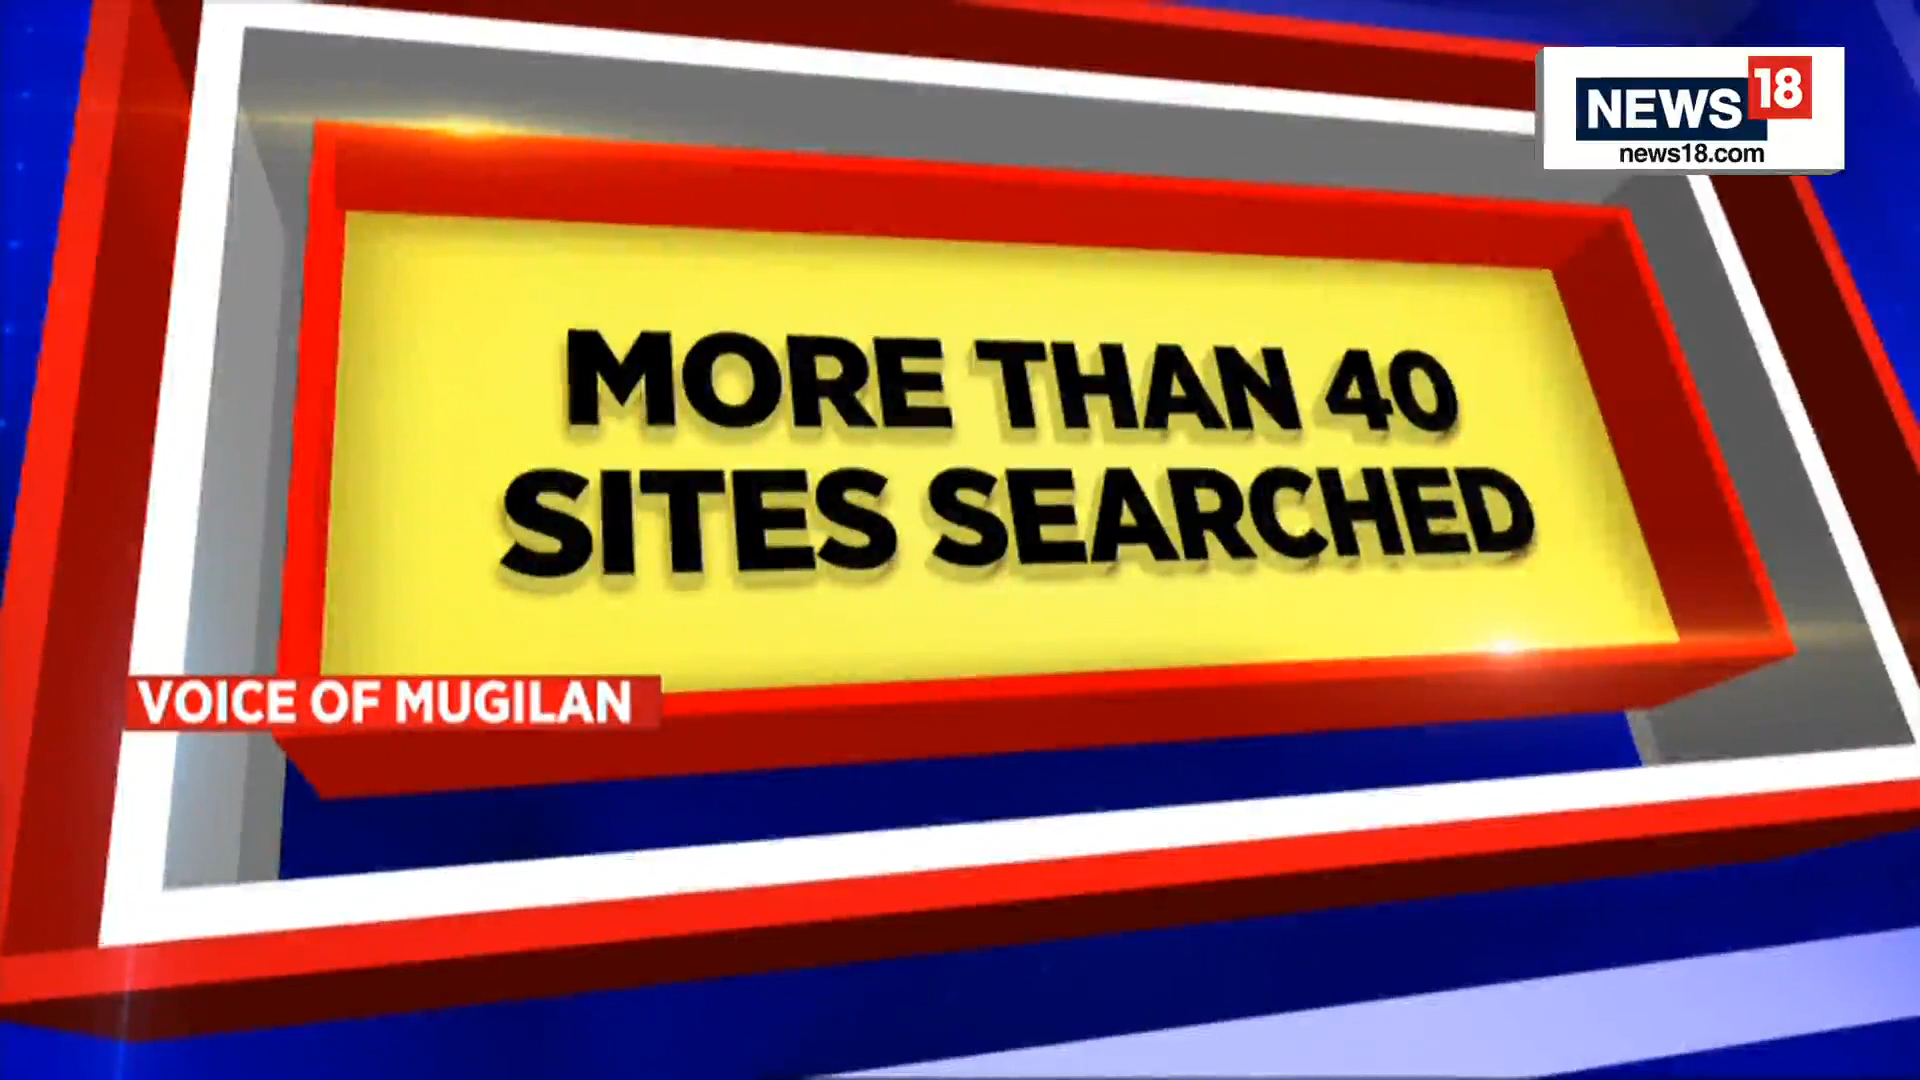 NEWS18
news18.com
MORE THAN 40
SITES SEARCHED
VOICE OF MUGILAN